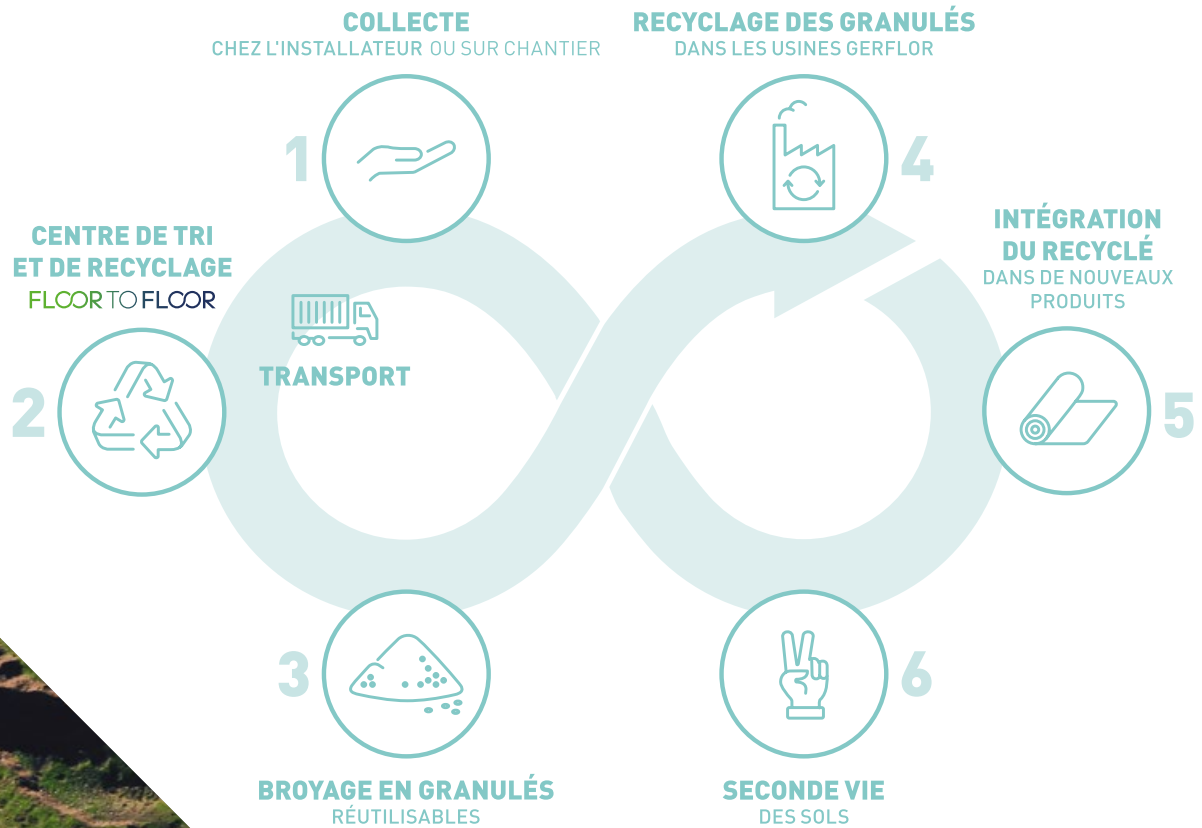 COLLECTE
CHEZ L'INSTALLATEUR OU SUR CHANTIER
1
CENTRE DE TRI
ET DE RECYCLAGE
FLOOR TO FLOOR
2
TRANSPORT
3
BROYAGE EN GRANULÉS
RÉUTILISABLES
RECYCLAGE DES GRANULÉS
DANS LES USINES GERFLOR
4
INTÉGRATION
DU RECYCLÉ
DANS DE NOUVEAUX
PRODUITS
5
6
SECONDE VIE
DES SOLS